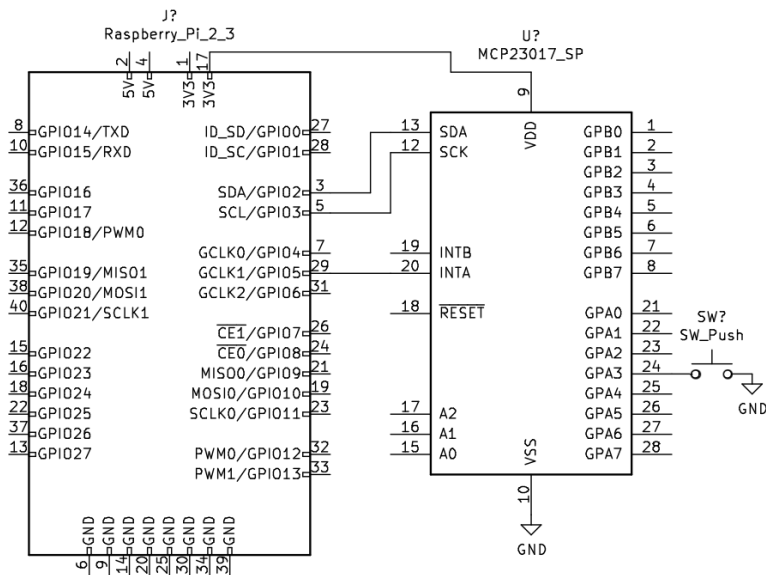 J?
Raspberry_Pi_2_3
U?
MCP23017_SP
2 4 1 17
5V 5V 3V3 3V3
9
VDD
8 GPIO14/TXD ID_SD/GPIO0 27
10 GPIO15/RXD ID_SC/GPIO1 28
36 GPIO16 SDA/GPIO2 3
11 GPIO17 SCL/GPIO3 5
12 GPIO18/PWM0
GCLK0/GPIO4 7
35 GPIO19/MISO1 GCLK1/GPIO5 29
38 GPIO20/MOSI1 GCLK2/GPIO6 31
40 GPIO21/SCLK1
CE1/GPIO7 26
15 GPIO22 CE0/GPIO8 24
16 GPIO23 MISO0/GPIO9 21
18 GPIO24 MOSI0/GPIO10 19
22 GPIO25 SCLK0/GPIO11 23
37 GPIO26
13 GPIO27 PWM0/GPIO12 32
PWM1/GPIO13 33
GND GND GND GND GND GND GND GND
6 9 14 20 25 30 34 39
13 SDA GPB0 1
12 SCK GPB1 2
GPB2 3
GPB3 4
GPB4 5
GPB5 6
19 INTB GPB6 7
20 INTA GPB7 8
18 RESET GPA0 21
GPA1 22
GPA2 23
GPA3 24
GPA4 25
17 A2 GPA5 26
16 A1 GPA6 27
15 A0 GPA7 28
VSS
10
GND
SW?
SW_Push
GND